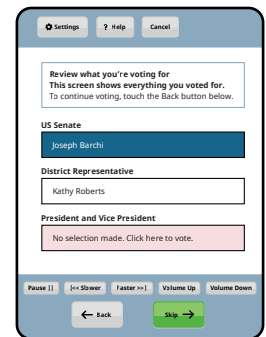 Settings
? Help
Cancel
Review what you're voting for
This screen shows everything you voted for.
To continue voting, touch the Back button below.
US Senate
Joseph Barchi
District Representative
Kathy Roberts
President and Vice President
No selection made. Click here to vote.
Pause ||
|<< Slower
Faster >>|
Volume Up
Volume Down
← Back
Skip →